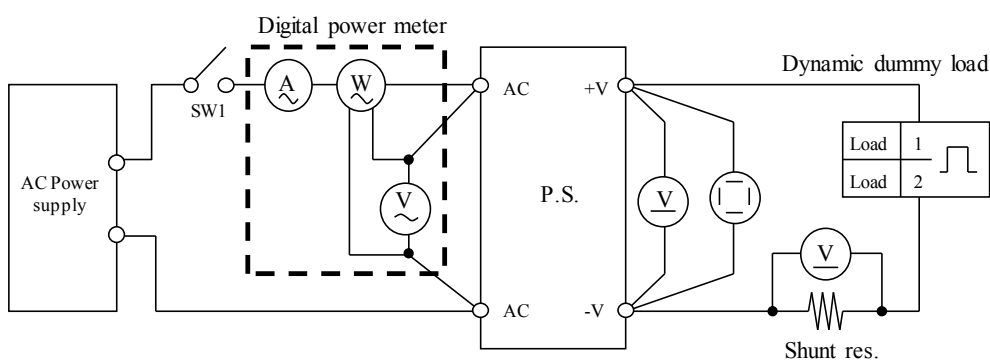 Digital power meter
Dynamic dummy load
A
W
SW1
AC
+V
Load 1
Load 2
AC Power
supply
V
P.S.
V
V
AC
-V
Shunt res.